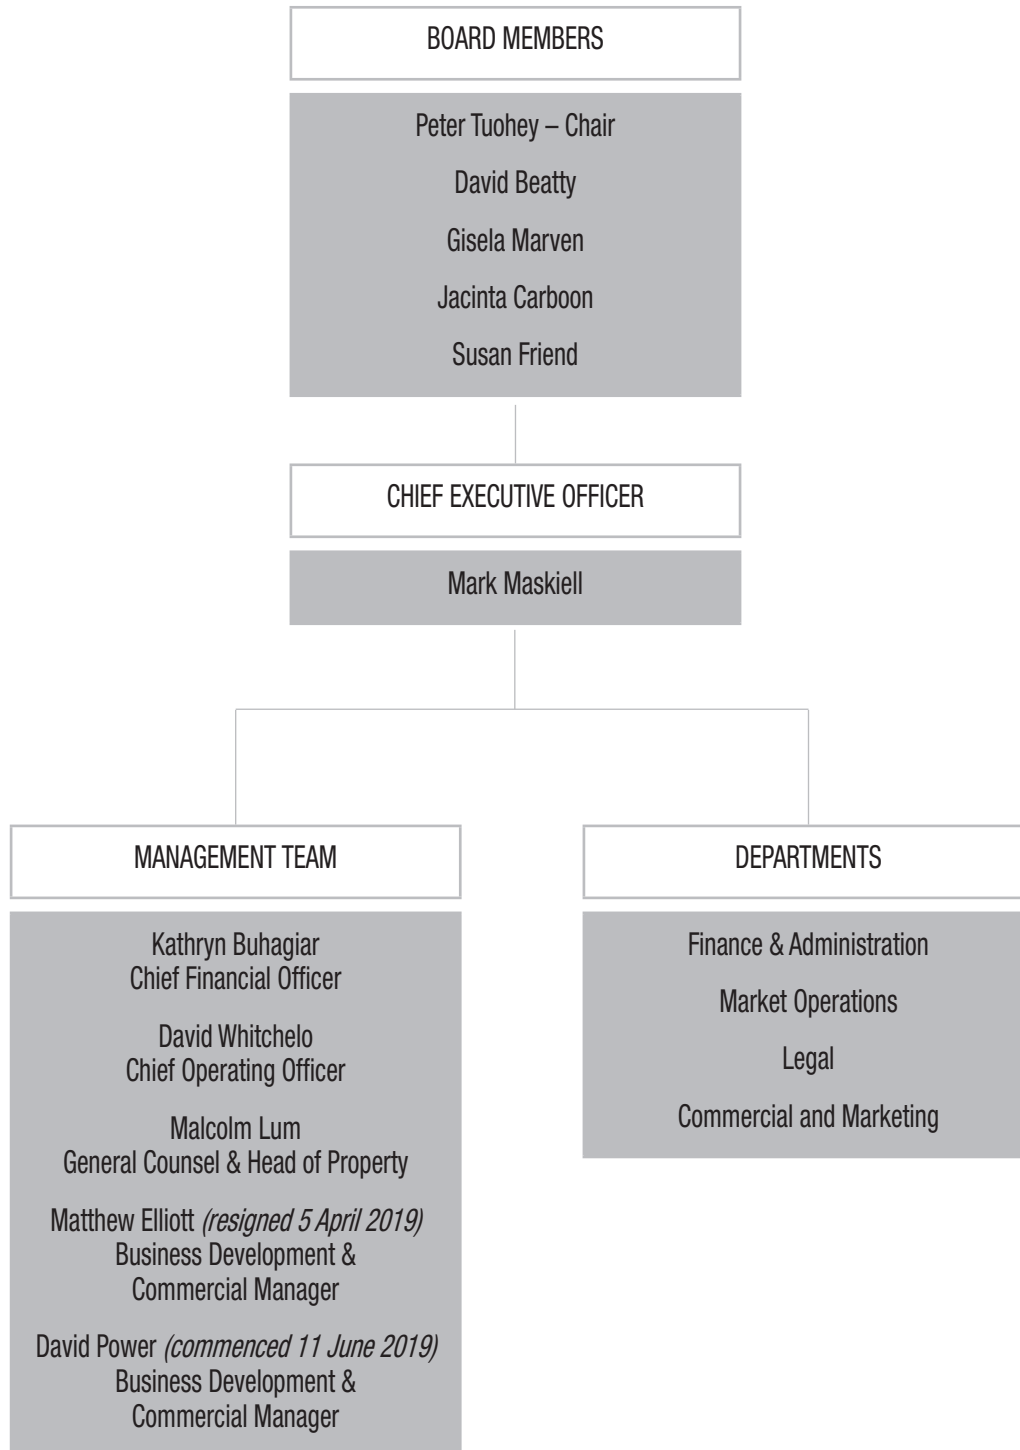 BOARD MEMBERS
Peter Tuohey – Chair
David Beatty
Gisela Marven
Jacinta Carboon
Susan Friend
CHIEF EXECUTIVE OFFICER
Mark Maskiell
MANAGEMENT TEAM
Kathryn Buhagiar
Chief Financial Officer
David Whitchelo
Chief Operating Officer
Malcolm Lum
General Counsel & Head of Property
Matthew Elliott (resigned 5 April 2019)
Business Development &
Commercial Manager
David Power (commenced 11 June 2019)
Business Development &
Commercial Manager
DEPARTMENTS
Finance & Administration
Market Operations
Legal
Commercial and Marketing